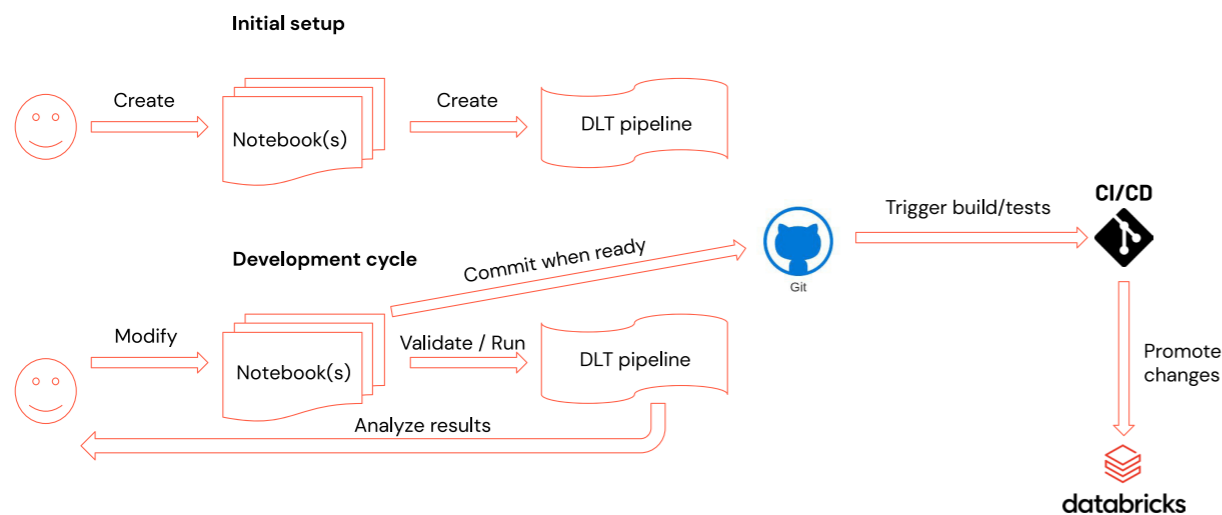 Initial setup
Create
Notebook(s)
Create
DLT pipeline
Development cycle
Modify
Notebook(s)
Validate / Run
DLT pipeline
Analyze results
Commit when ready
Git
Trigger build/tests
CI/CD
Promote
changes
databricks